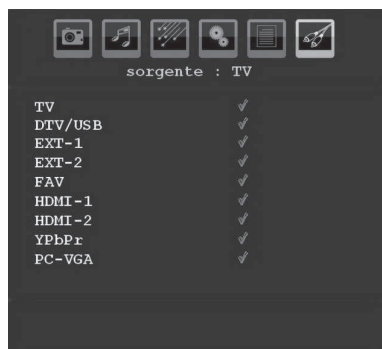 sorgente : TV
TV
DTV/USB
EXT-1
EXT-2
FAV
HDMI-1
HDMI-2
YPbPr
PC-VGA